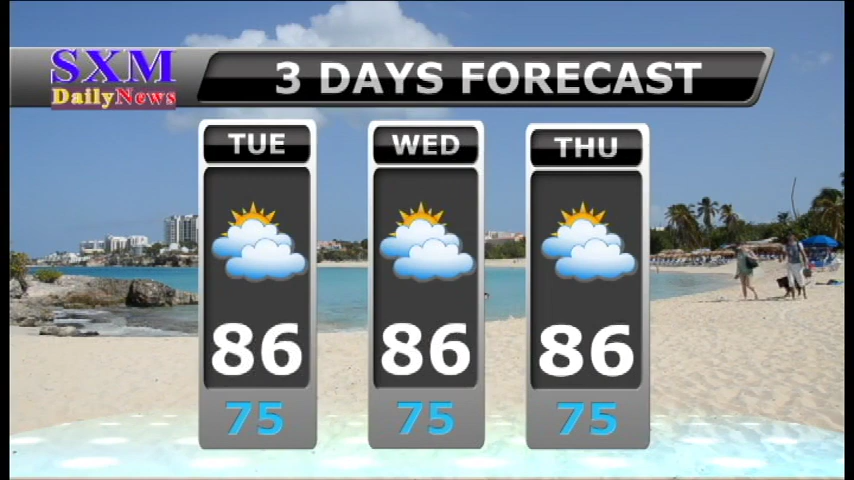 SXM
DailyNews
3 DAYS FORECAST
TUE
WED
THU
86
86
86
75
75
75